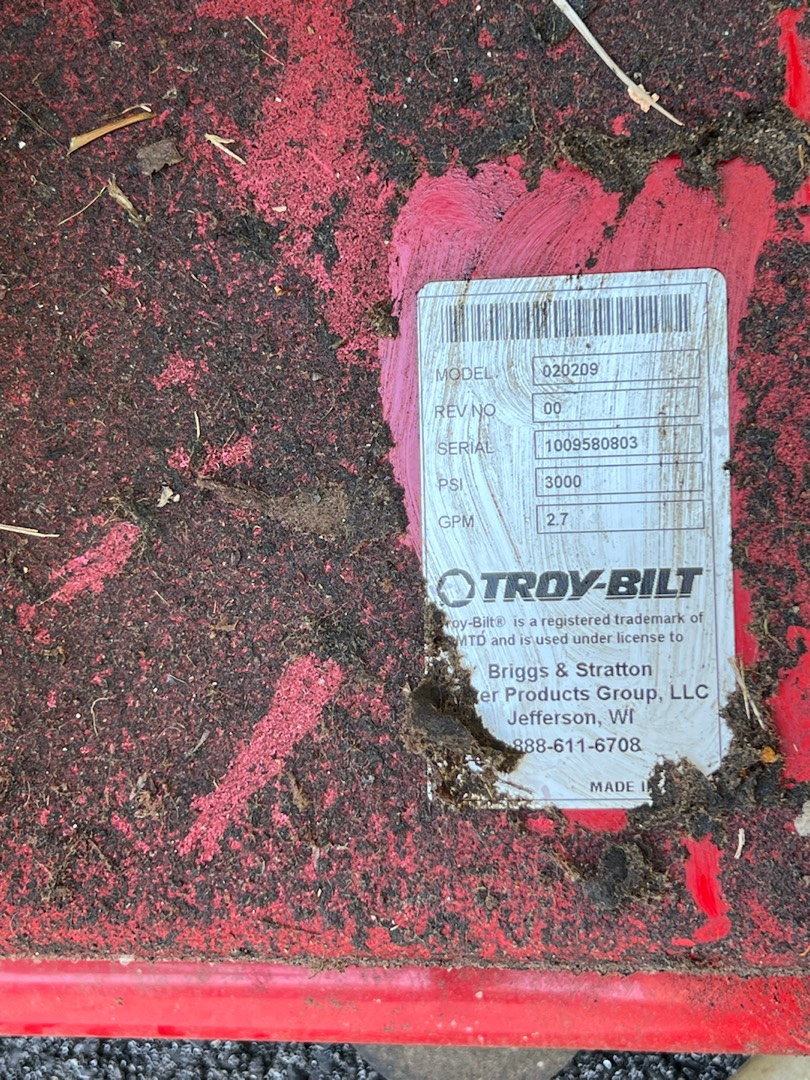 MODEL 020209
REV NO 00
SERIAL 1009580803
PSI 3000
GPM 2.7
TROY-BILT
is a registered trademark of
MTD and is used under license to
Briggs & Stratton
Products Group, LLC
Jefferson, WI
888-611-6708
MADE